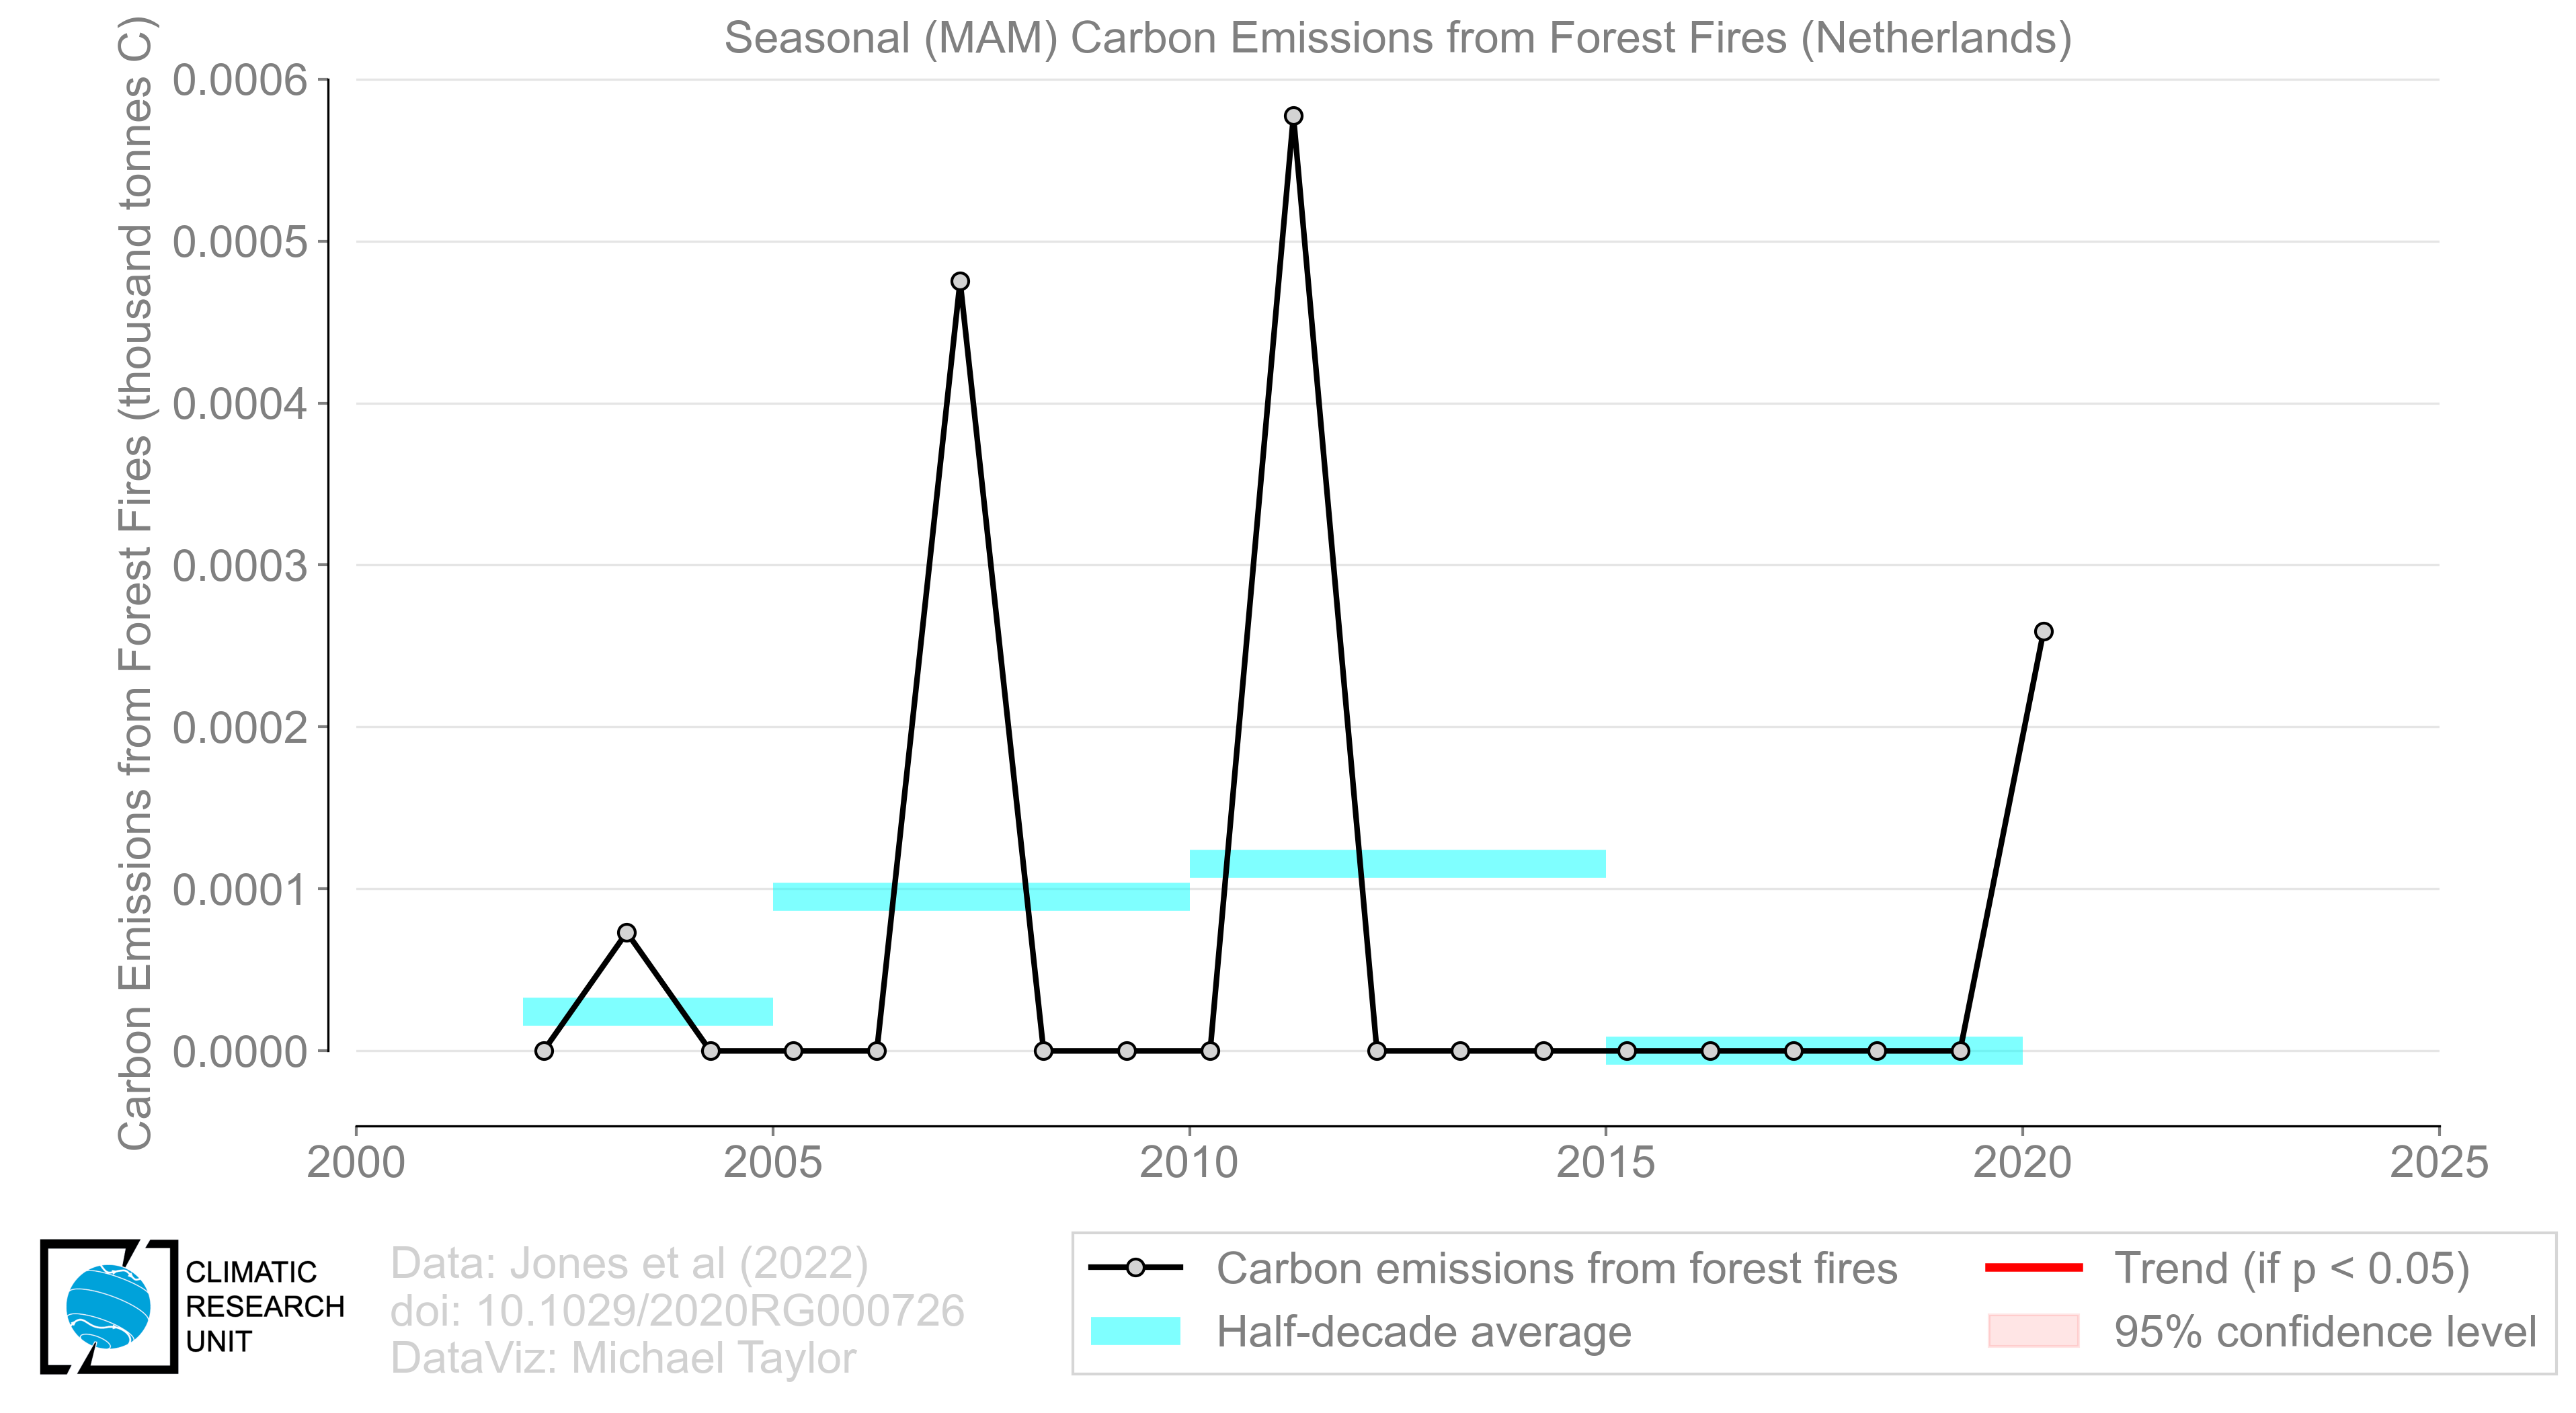 Seasonal (MAM) Carbon Emissions from Forest Fires (Netherlands)
Carbon Emissions from Forest Fires (thousand tonnes C)
0.0006
0.0005
0.0004
0.0003
0.0002
0.0001
0.0000
2000 2005 2010 2015 2020 2025
CLIMATIC
RESEARCH
UNIT
Data: Jones et al (2022)
doi: 10.1029/2020RG000726
DataViz: Michael Taylor
Carbon emissions from forest fires
Half-decade average
Trend (if p < 0.05)
95% confidence level